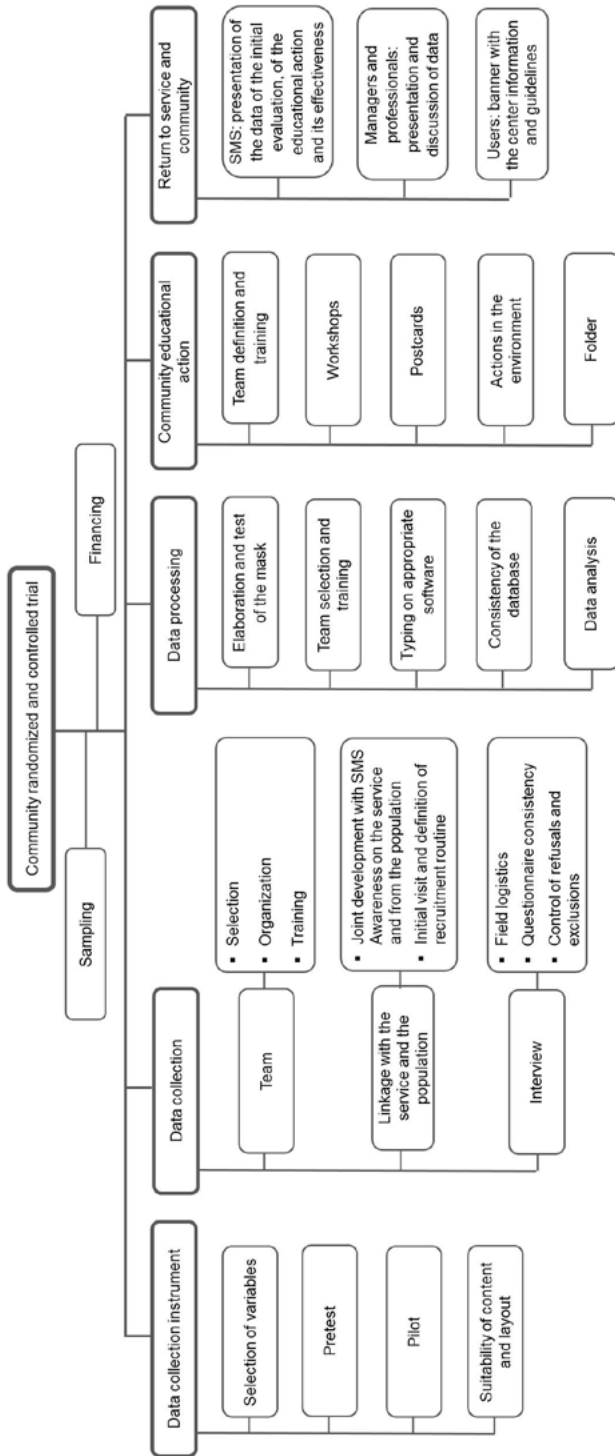 Community randomized and controlled trial
Sampling
Financing
Data collection instrument
Selection of variables
Pretest
Pilot
Suitability of content
and layout
Data collection
Team
▪ Selection
▪ Organization
▪ Training
Linkage with the
service and the
population
▪ Joint development with SMS
Awareness on the service
and from the population
▪ Initial visit and definition of
recruitment routine
Interview
▪ Field logistics
▪ Questionnaire consistency
▪ Control of refusals and
exclusions
Data processing
Elaboration and test
of the mask
Team selection and
training
Typing on appropriate
software
Consistency of the
database
Data analysis
Community educational
action
Team definition and
training
Workshops
Postcards
Actions in the
environment
Folder
Return to service and
community
SMS: presentation of
the data of the initial
evaluation, of the
educational action
and its effectiveness
Managers and
professionals:
presentation and
discussion of data
Users: banner with
the center information
and guidelines